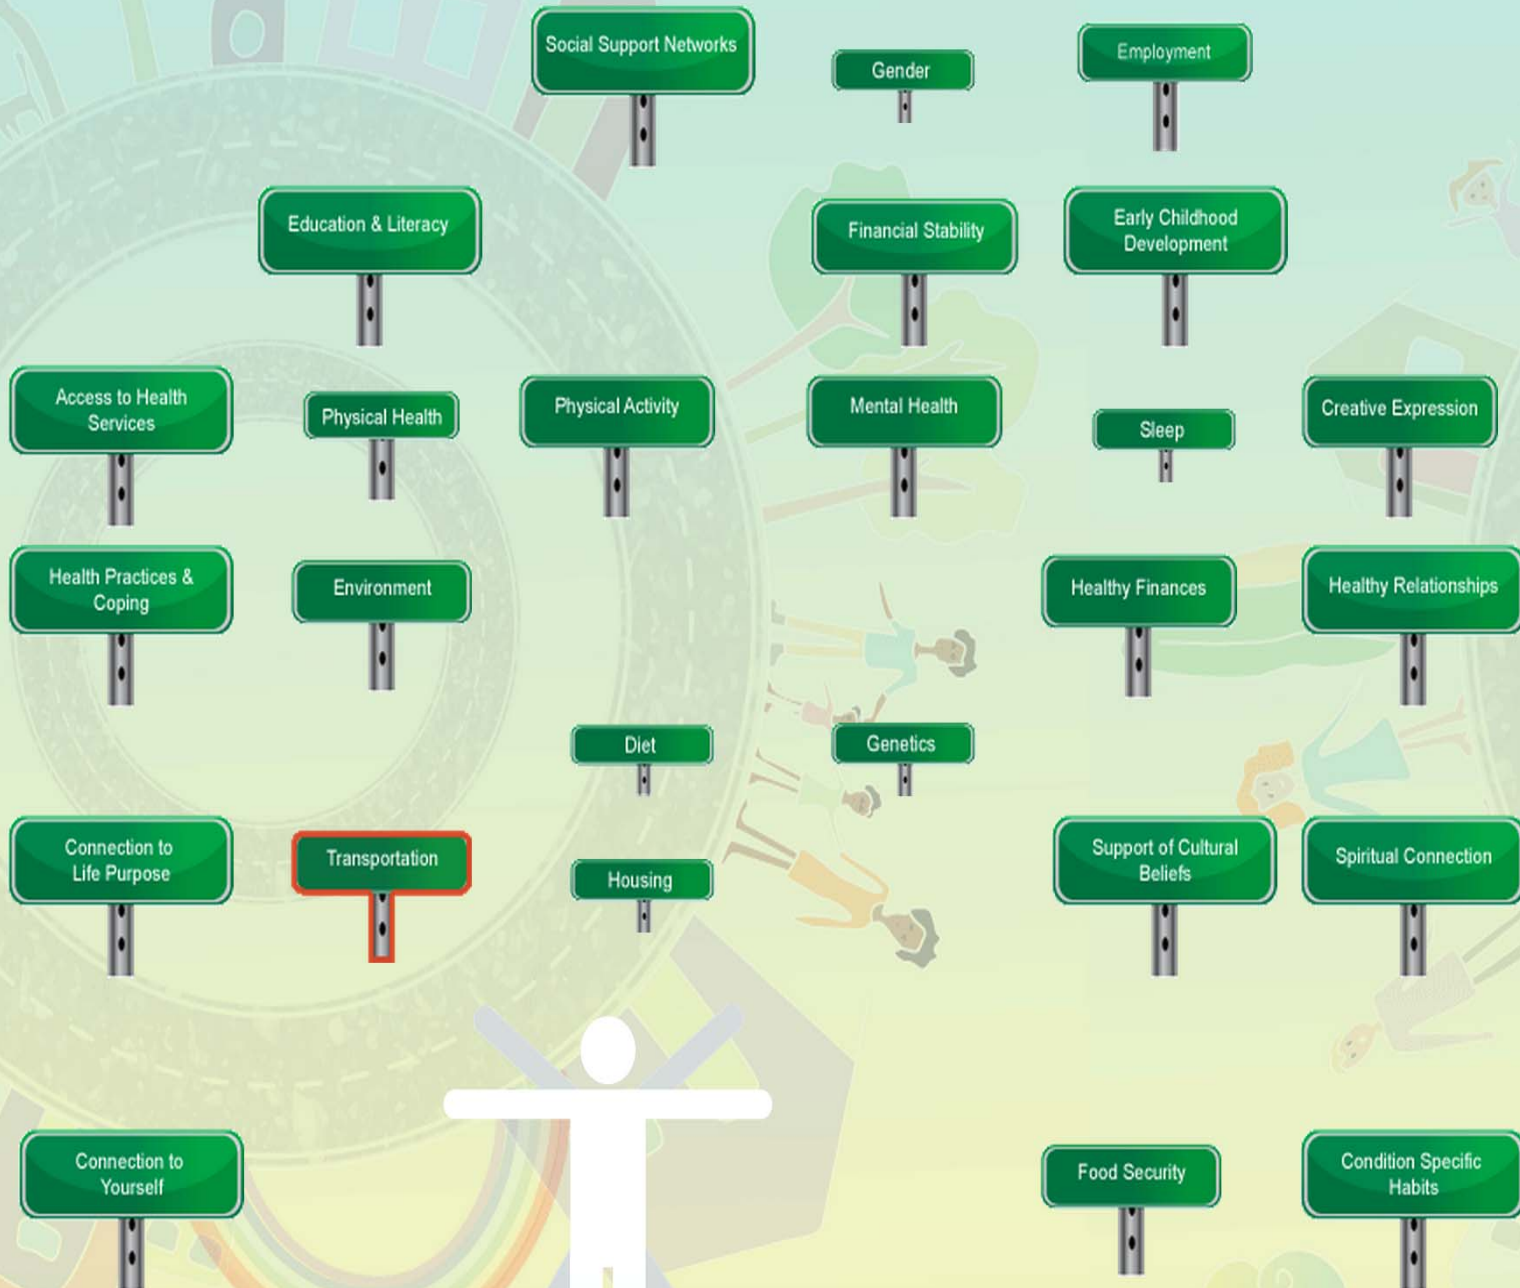 Social Support Networks
Gender
Employment
Education & Literacy
Financial Stability
Early Childhood
Development
Access to Health
Services
Physical Health
Physical Activity
Mental Health
Sleep
Creative Expression
Health Practices &
Coping
Environment
Healthy Finances
Healthy Relationships
Diet
Genetics
Connection to
Life Purpose
Transportation
Housing
Support of Cultural
Beliefs
Spiritual Connection
Connection to
Yourself
Food Security
Condition Specific
Habits